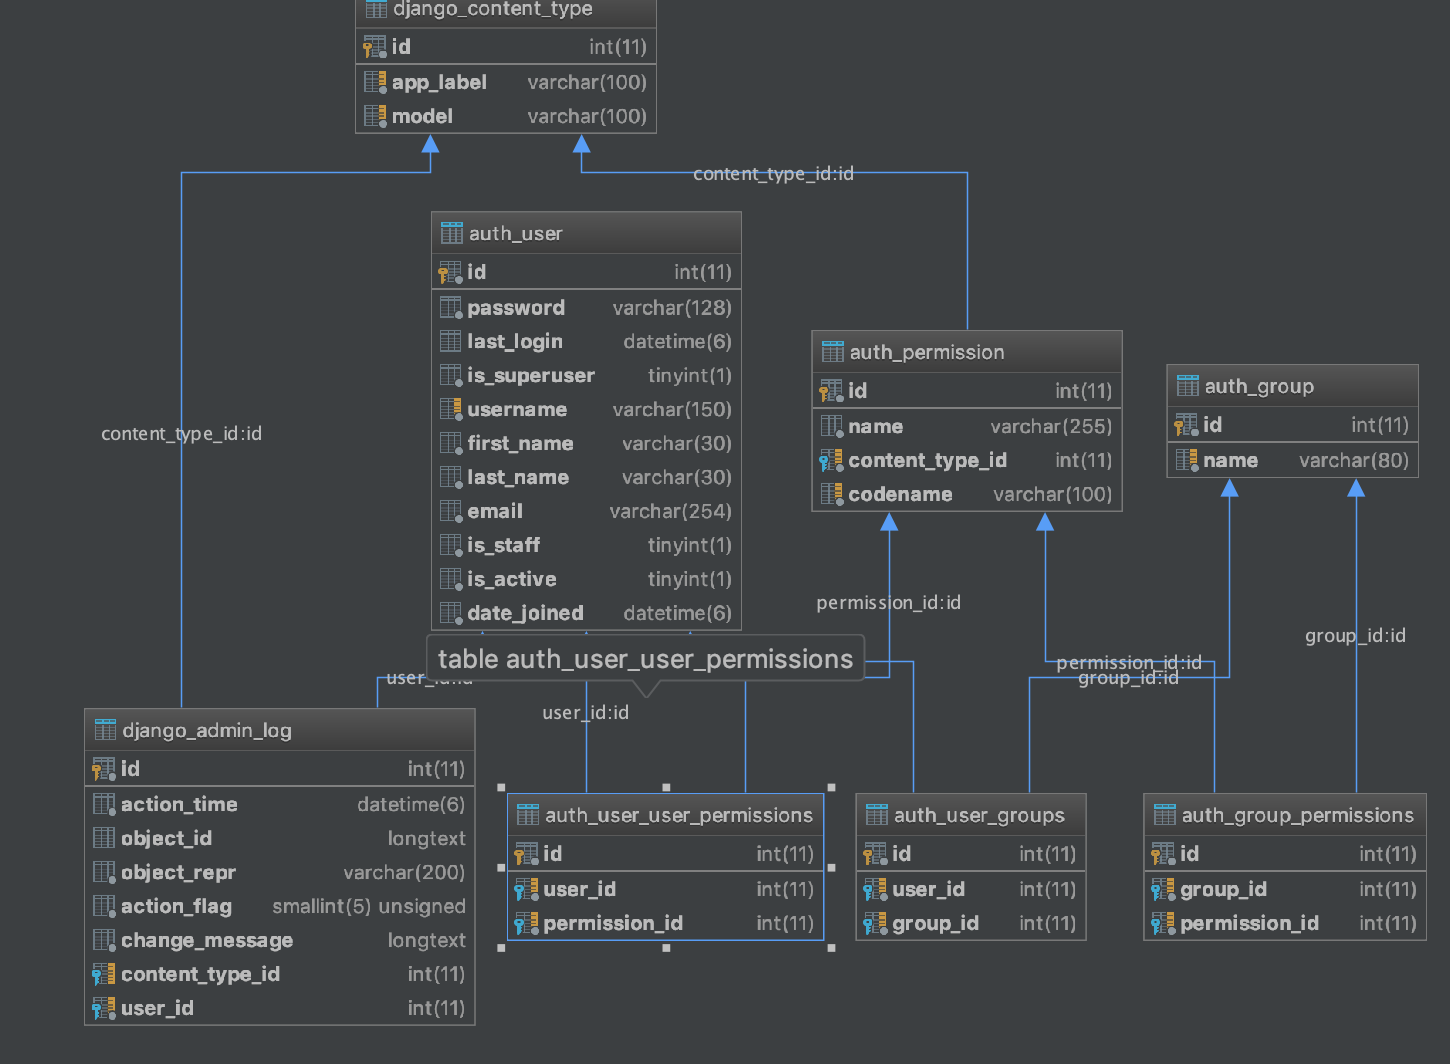 django_content_type
id int(11)
app_label varchar(100)
model varchar(100)
content_type_id:id
auth_user
id int(11)
password varchar(128)
last_login datetime(6)
is_superuser tinyint(1)
username varchar(150)
first_name varchar(30)
last_name varchar(30)
email varchar(254)
is_staff tinyint(1)
is_active tinyint(1)
date_joined datetime(6)
auth_permission
id int(11)
name varchar(255)
content_type_id int(11)
codename varchar(100)
auth_group
id int(11)
name varchar(80)
content_type_id:id
permission_id:id
group_id:id
table auth_user_user_permissions
permission_id:id
group_id:id
user_id:id
user_id:id
django_admin_log
id int(11)
action_time datetime(6)
object_id longtext
object_repr varchar(200)
action_flag smallint(5) unsigned
change_message longtext
content_type_id int(11)
user_id int(11)
auth_user_user_permissions
id int(11)
user_id int(11)
permission_id int(11)
auth_user_groups
id int(11)
user_id int(11)
group_id int(11)
auth_group_permissions
id int(11)
group_id int(11)
permission_id int(11)